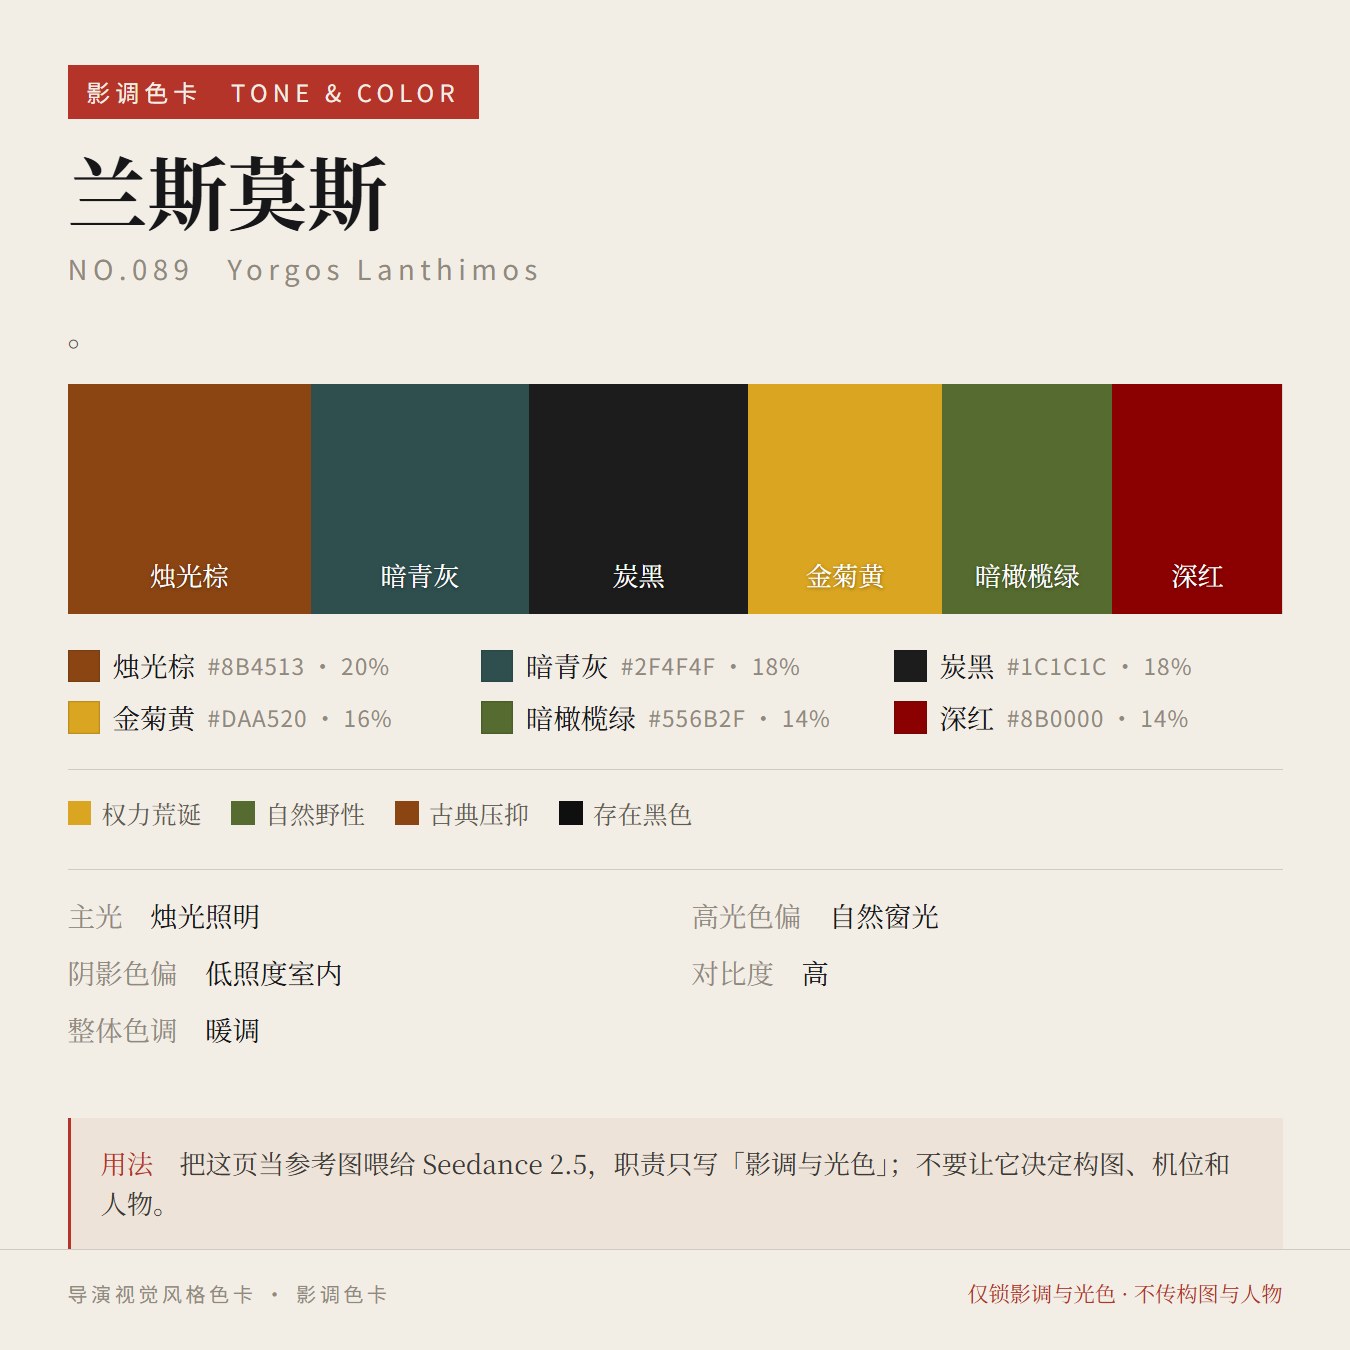 影调色卡 TONE & COLOR
兰斯莫斯
NO.089 Yorgos Lanthimos
。
烛光棕 暗青灰 炭黑 金菊黄 暗橄榄绿 深红
烛光棕 #8B4513 · 20% 暗青灰 #2F4F4F · 18% 炭黑 #1C1C1C · 18%
金菊黄 #DAA520 · 16% 暗橄榄绿 #556B2F · 14% 深红 #8B0000 · 14%
权力荒诞 自然野性 古典压抑 存在黑色
主光 烛光照明 高光色偏 自然窗光
阴影色偏 低照度室内 对比度 高
整体色调 暖调
用法 把这页当参考图喂给 Seedance 2.5，职责只写「影调与光色」；不要让它决定构图、机位和
人物。
导演视觉风格色卡 · 影调色卡 仅锁影调与光色 · 不传构图与人物